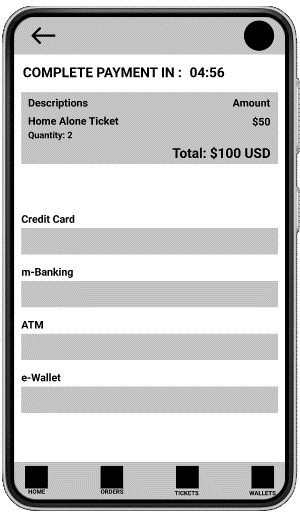 COMPLETE PAYMENT IN : 04:56
Descriptions Amount
Home Alone Ticket $50
Quantity: 2
Total: $100 USD
Credit Card
m-Banking
ATM
e-Wallet
HOME ORDERS TICKETS WALLETS